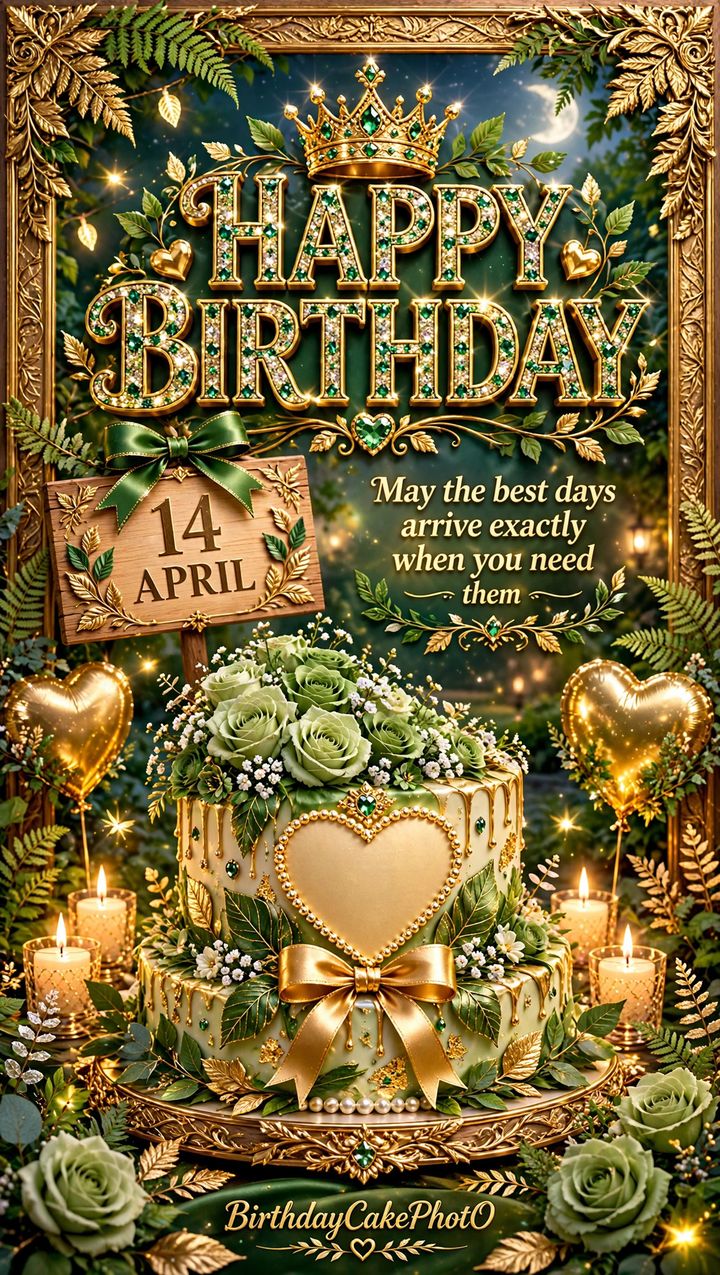 HAPPY
BIRTHDAY
14
APRIL
May the best days
arrive exactly
when you need
them
BirthdayCakePhotO